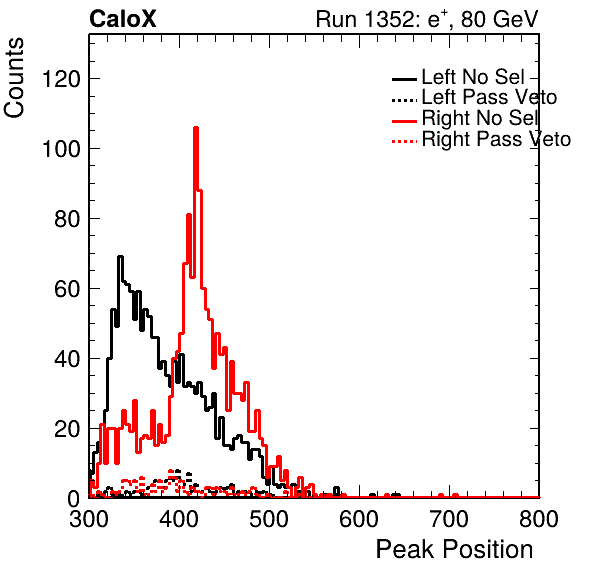 CaloX Run 1352: e⁺, 80 GeV
Counts
Left No Sel
Left Pass Veto
Right No Sel
Right Pass Veto
120
100
80
60
40
20
0
300 400 500 600 700 800
Peak Position